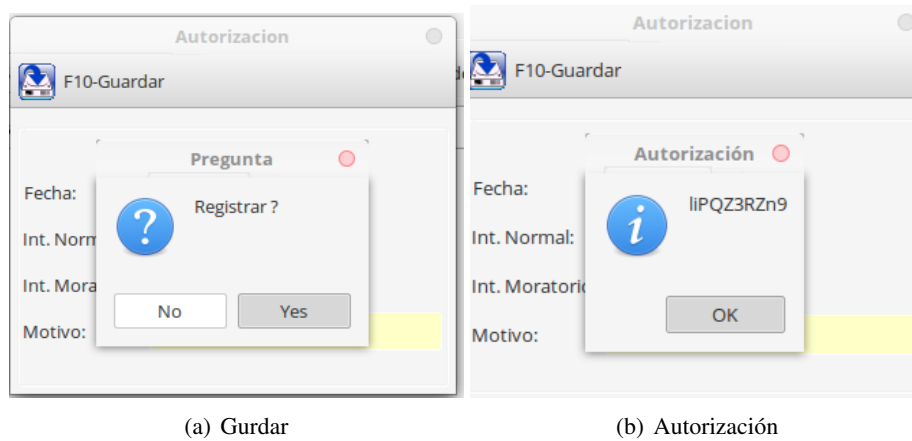 Autorizacion
F10-Guardar
Pregunta
Fecha:
Registrar ?
Int. Norm
Int. Mora
No Yes
Motivo:
(a) Gurdar
Autorizacion
F10-Guardar
Autorización
Fecha:
liPQZ3RZn9
Int. Normal:
Int. Moratorio
OK
Motivo:
(b) Autorización